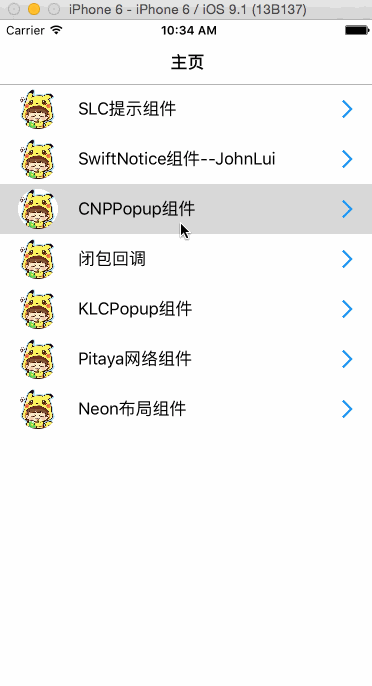 iPhone 6 - iPhone 6 / iOS 9.1 (13B137)
Carrier 10:34 AM
主页
SLC提示组件
SwiftNotice组件--JohnLui
CNPPopup组件
闭包回调
KLCPopup组件
Pitaya网络组件
Neon布局组件